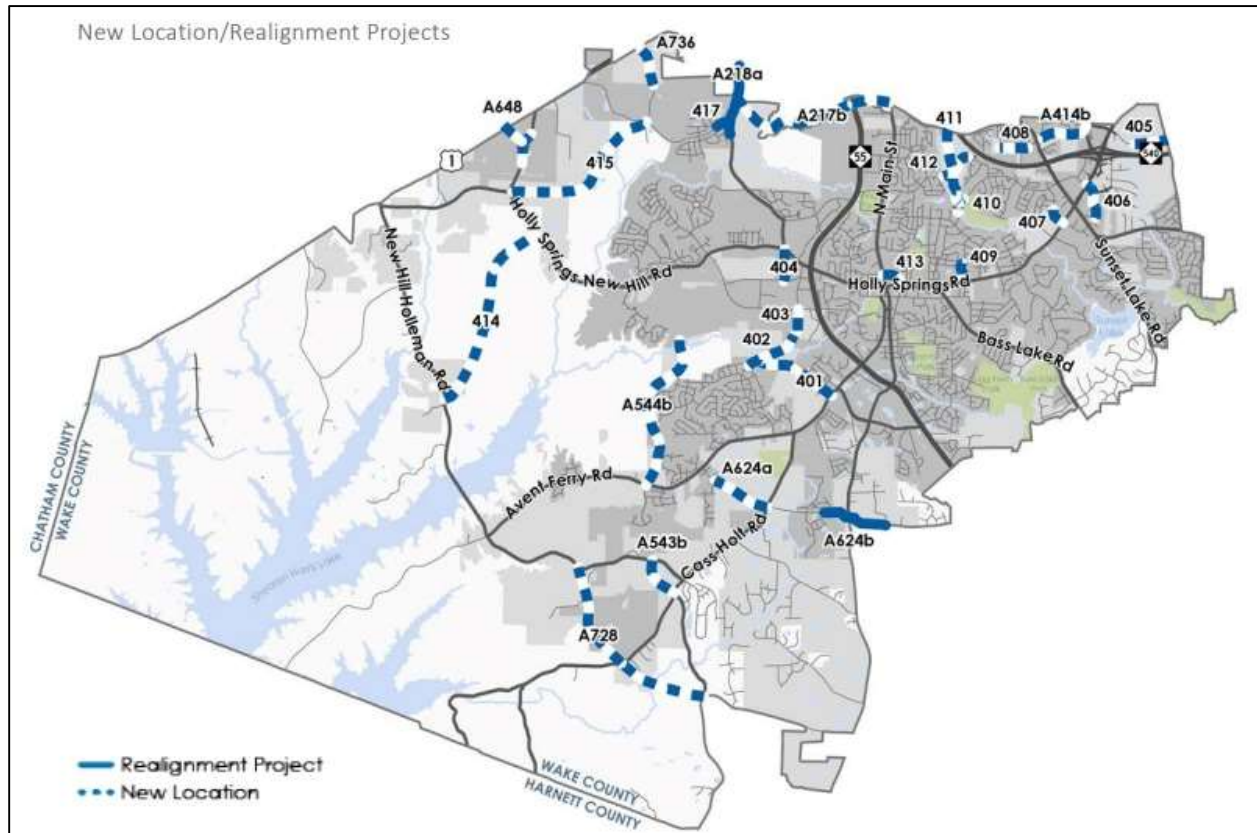 New Location/Realignment Projects
A736
A218a
A648
417
A217b
411
408
A414b
405
1
415
55
412
540
N Main St
410
406
407
Holly Springs New Hill Rd
New Hill Holleman Rd
404
413
409
Holly Springs Rd
Sunset Lake Rd
414
403
402
Bass Lake Rd
401
A544b
Avent Ferry Rd
A624a
A624b
A543b
Cass Holt Rd
CHATHAM COUNTY
WAKE COUNTY
A728
Realignment Project
New Location
WAKE COUNTY
HARNETT COUNTY